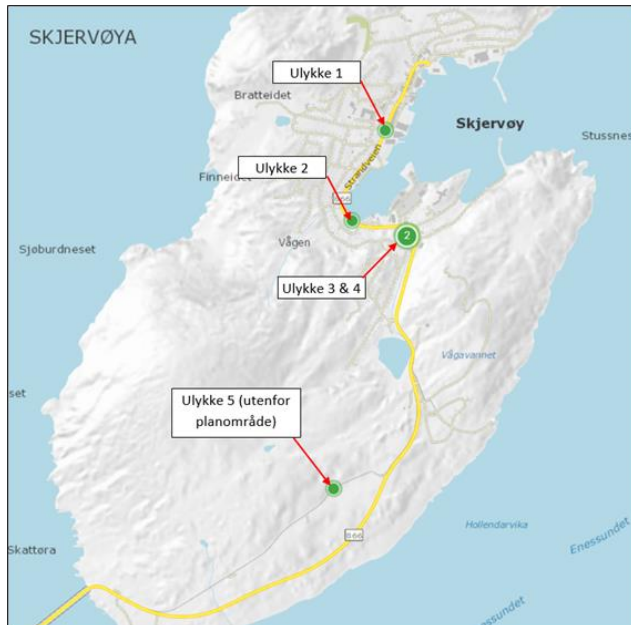 SKJERVØYA
Ulykke 1
Bratteidet
Skjervøy
Stussnes
Ulykke 2
Strandveien
Finneidet
866
Sjøburdneset
Vågen
2
Ulykke 3 & 4
Vågavannet
set
Ulykke 5 (utenfor
planområde)
Hollendarvika
866
Enessundet
Skattøra
Enessundet